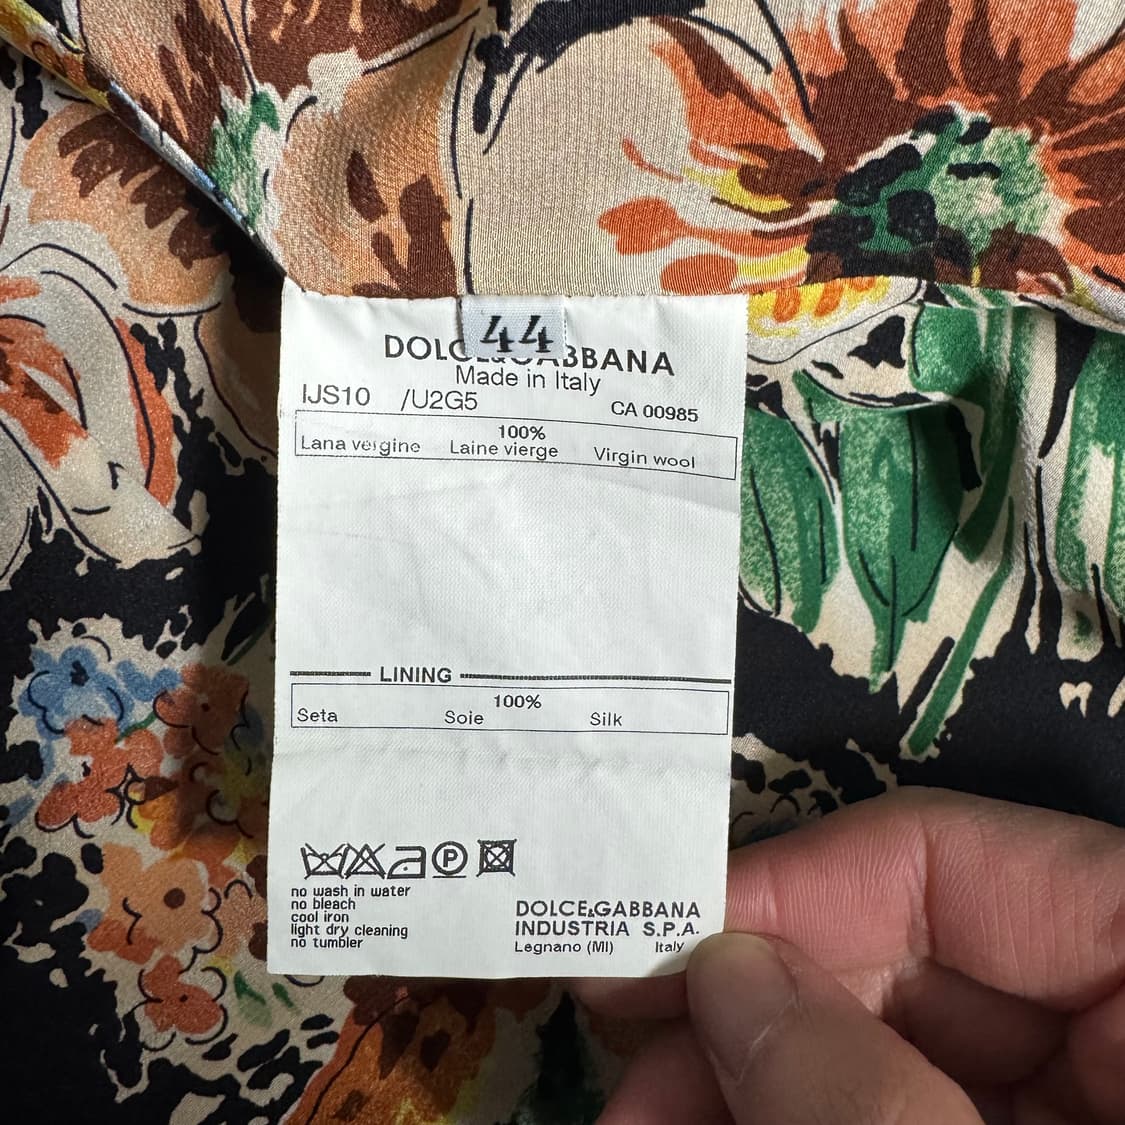 44
DOLCE&GABBANA
Made in Italy
IJS10 /U2G5 CA 00985
100%
Lana vergine Laine vierge Virgin wool
LINING
100%
Seta Soie Silk
P
no wash in water
no bleach
cool iron
light dry cleaning
no tumbler
DOLCE&GABBANA
INDUSTRIA S.P.A.
Legnano (MI) Italy